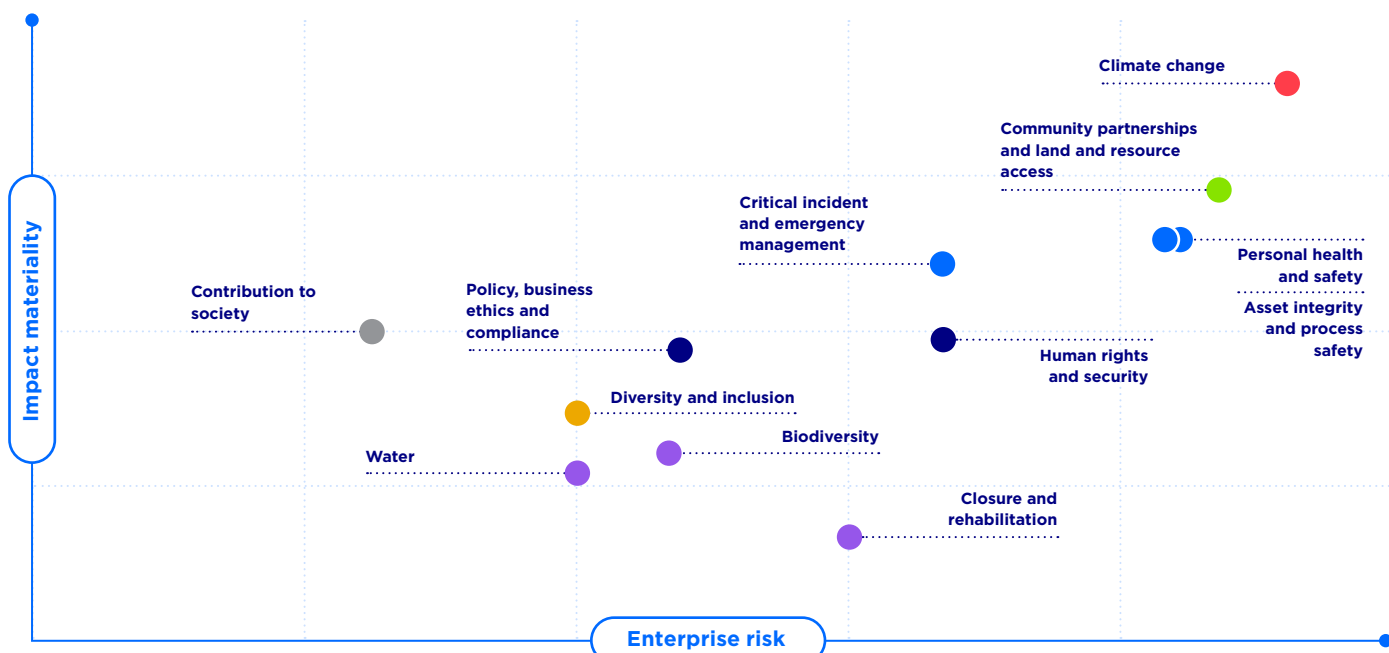 Climate change
Community partnerships
and land and resource
access
Critical incident
and emergency
management
Personal health
and safety
Asset integrity
and process
safety
Contribution to
society
Policy, business
ethics and
compliance
Human rights
and security
Diversity and inclusion
Biodiversity
Water
Closure and
rehabilitation
Impact materiality
Enterprise risk